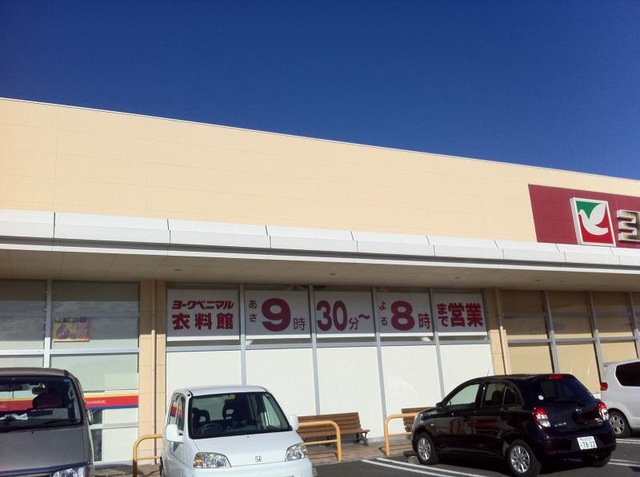 ヨ
ヨークベニマル
衣料館
あさ9時
30分~
よる8時
まで営業